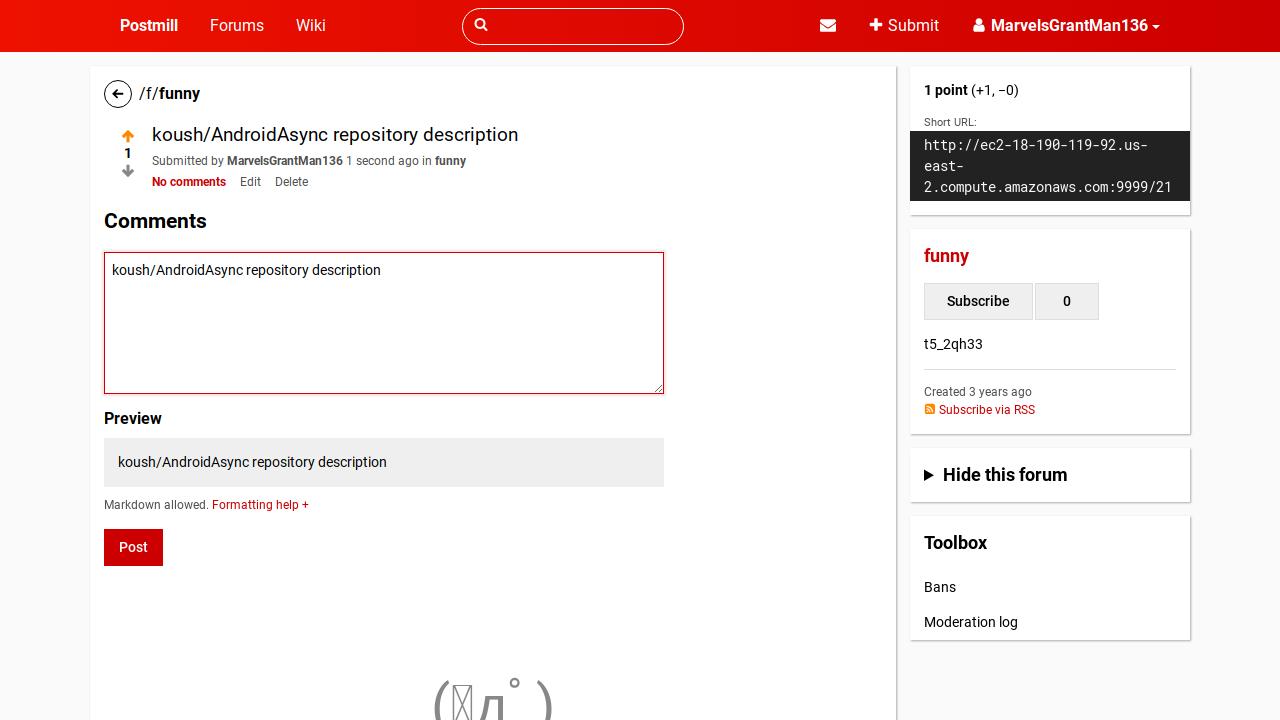 Postmill Forums Wiki Submit MarvelsGrantMan136
/f/funny
koush/AndroidAsync repository description
1
Submitted by MarvelsGrantMan136 1 second ago in funny
No comments Edit Delete
Comments
koush/AndroidAsync repository description
Preview
koush/AndroidAsync repository description
Markdown allowed. Formatting help +
Post
1 point (+1, −0)
Short URL:
http://ec2-18-190-119-92.us-
east-
2.compute.amazonaws.com:9999/21
funny
Subscribe 0
t5_2qh33
Created 3 years ago
Subscribe via RSS
Hide this forum
Toolbox
Bans
Moderation log